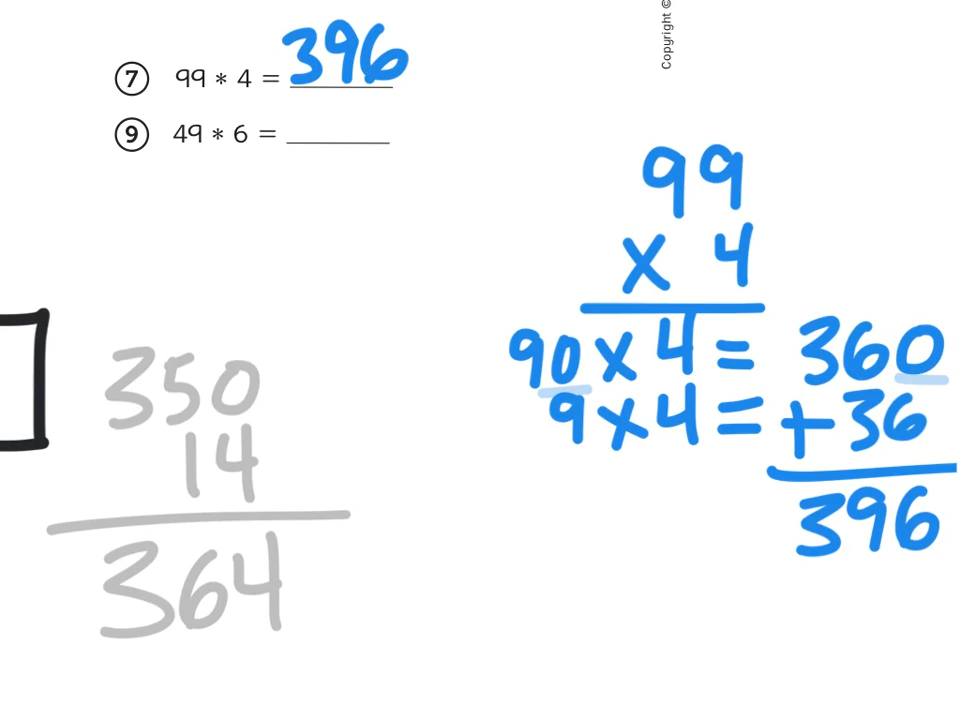 Copyright ©
7 99 * 4 = 396
9 49 * 6 = ______
99
x 4
90 x 4 = 360
9 x 4 = + 36
396
350
14
364